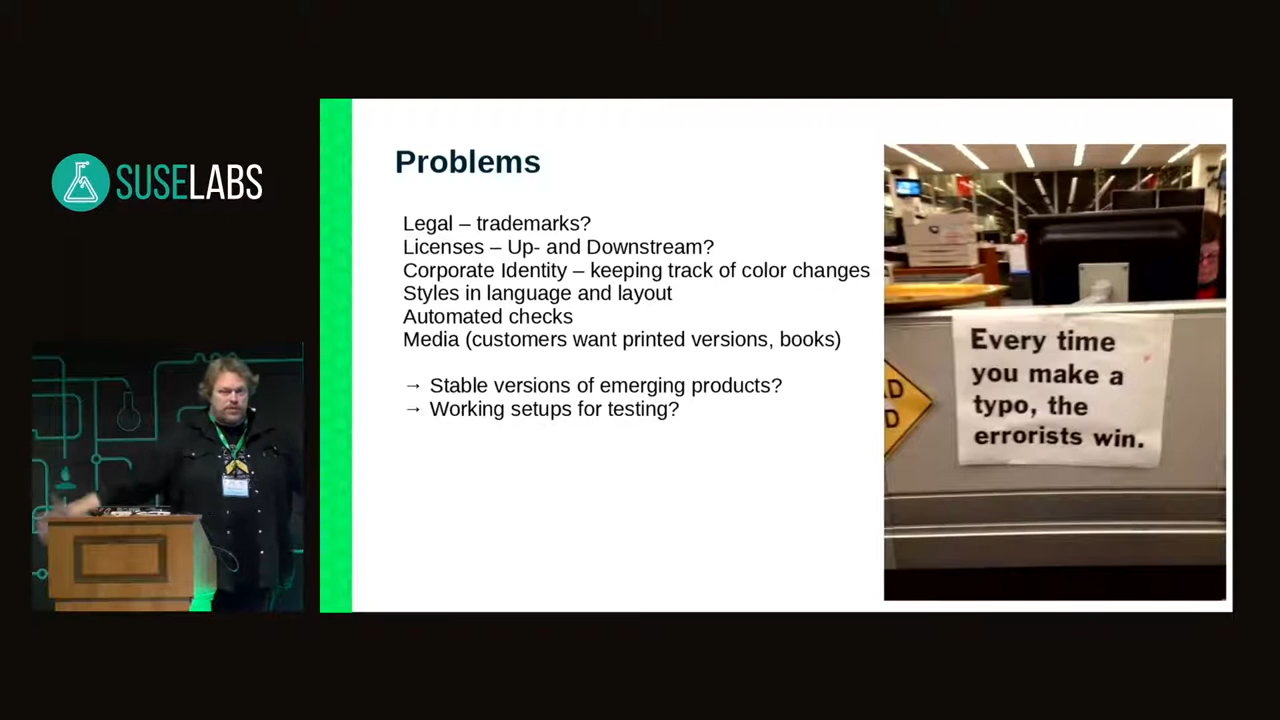 SUSELABS
Problems
Legal – trademarks?
Licenses – Up- and Downstream?
Corporate Identity – keeping track of color changes
Styles in language and layout
Automated checks
Media (customers want printed versions, books)
→ Stable versions of emerging products?
→ Working setups for testing?
Every time
you make a
typo, the
errorists win.